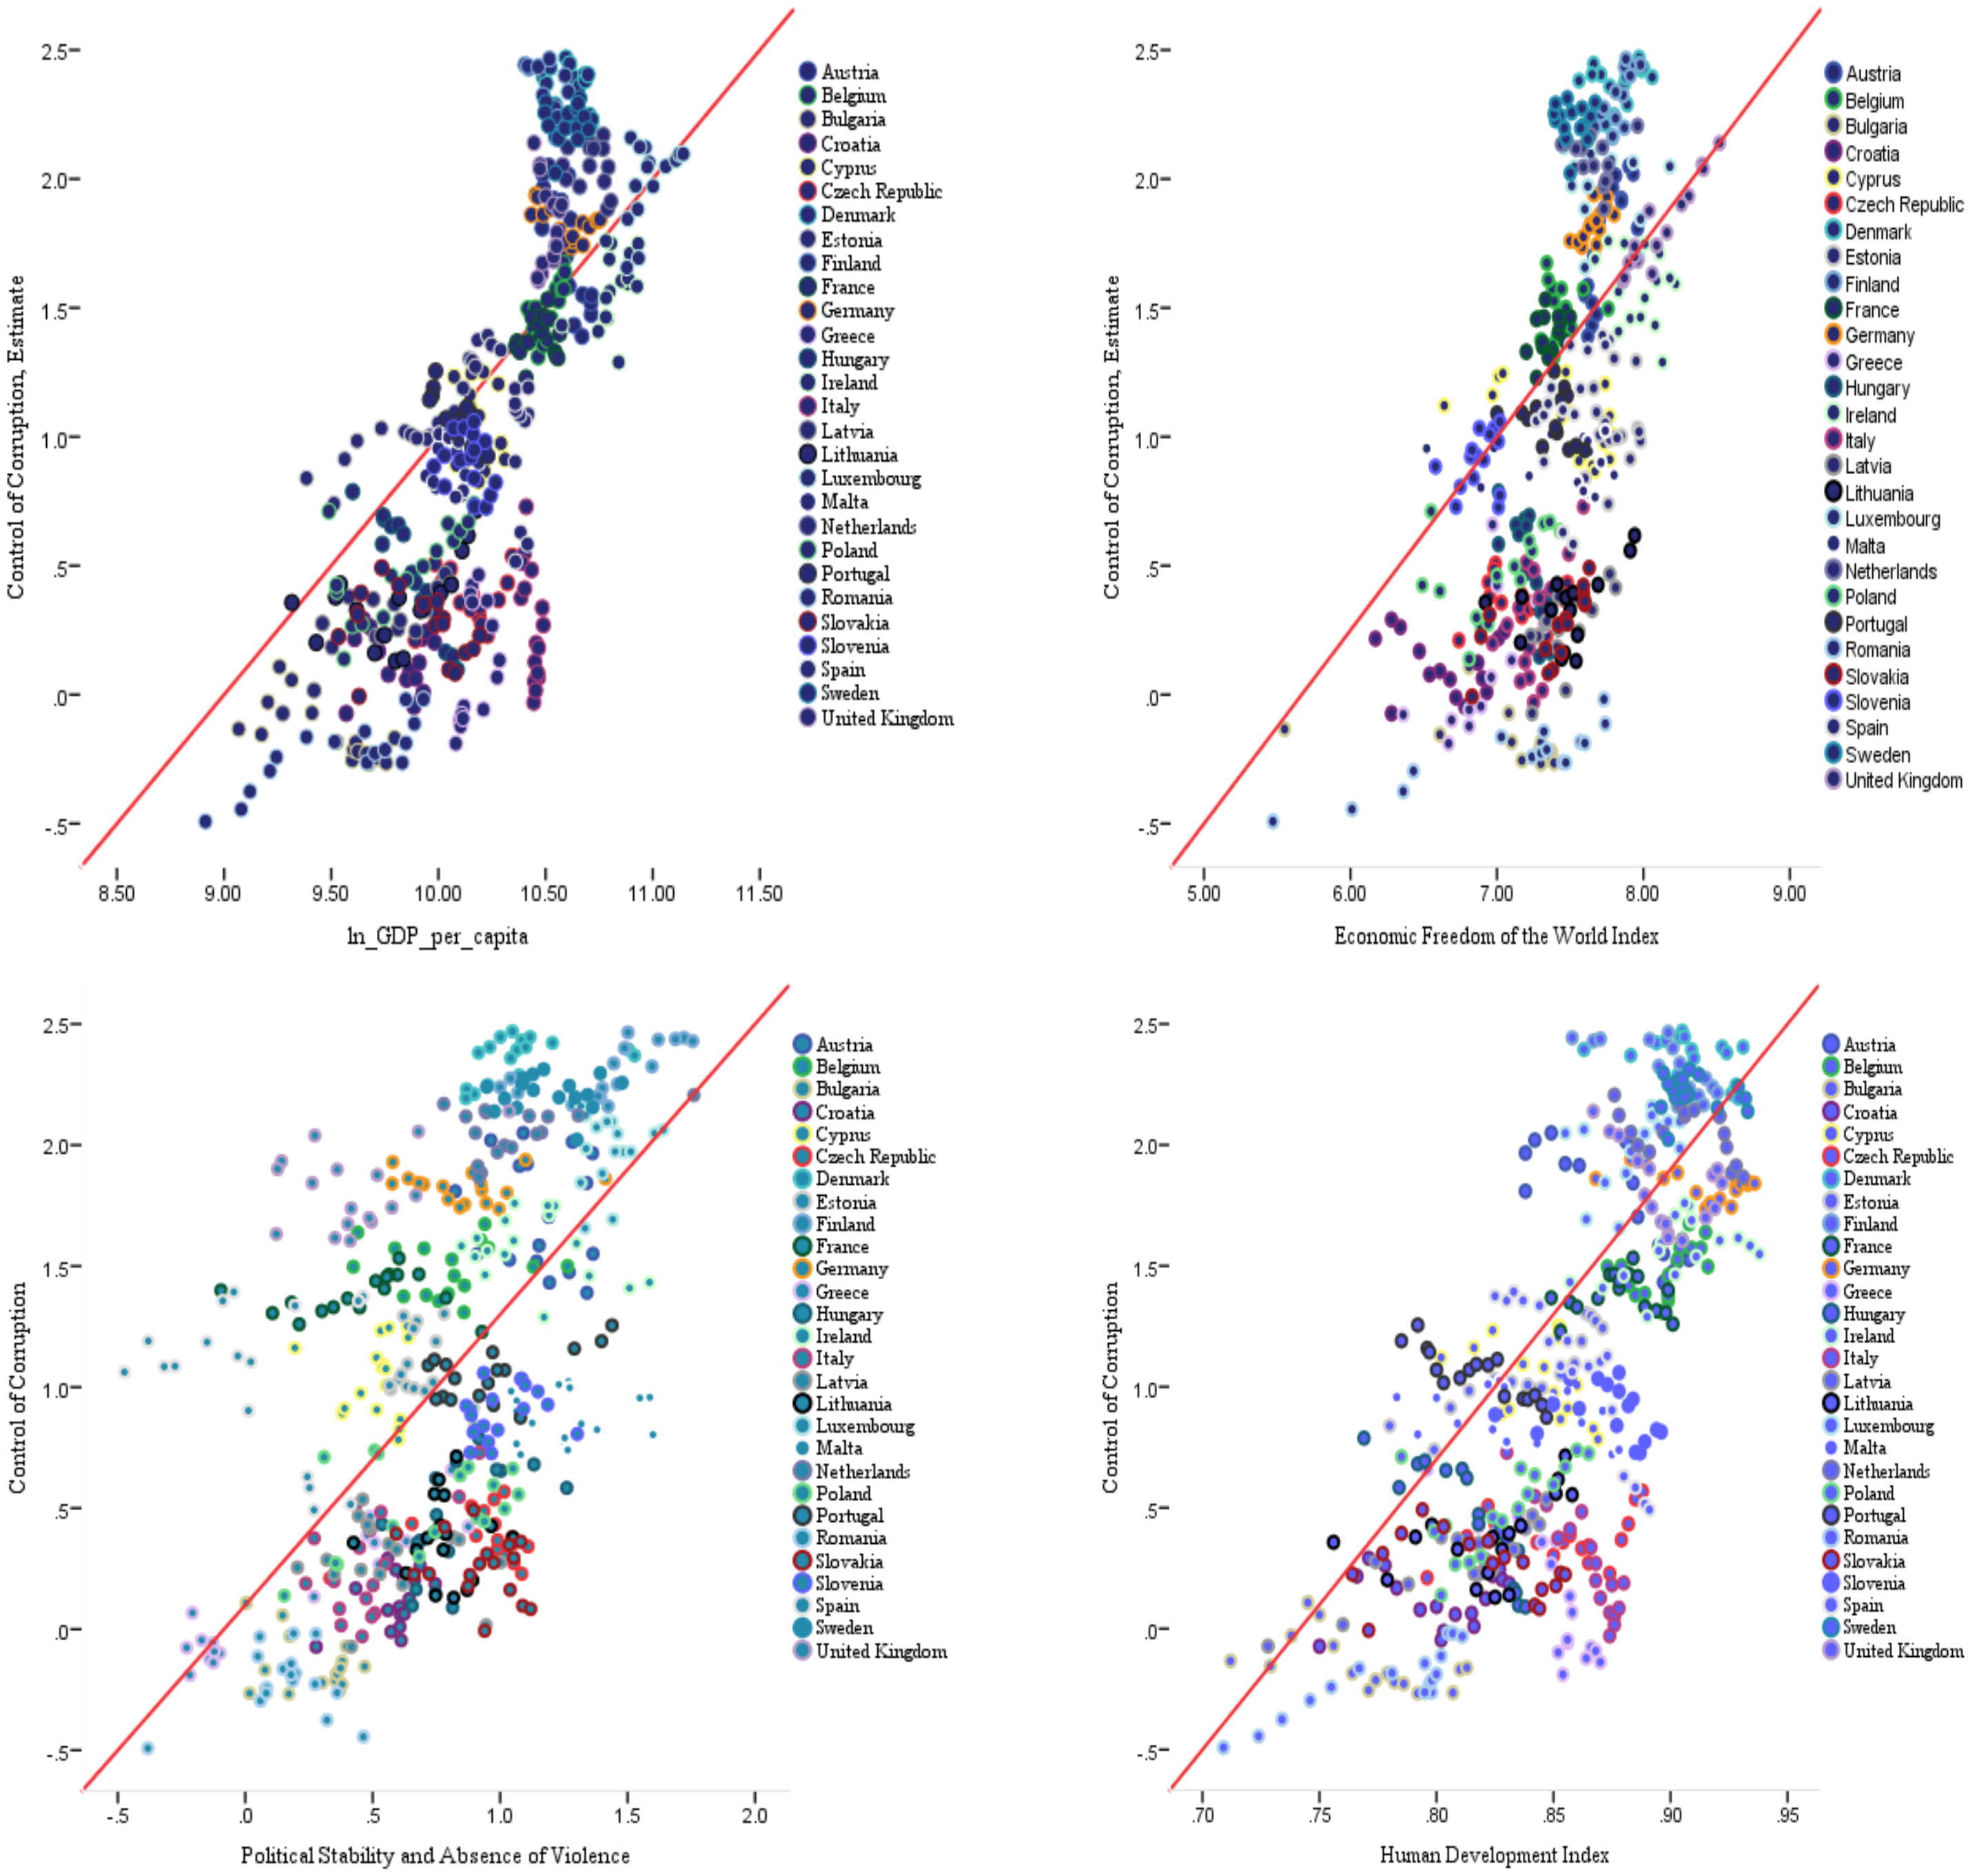 Control of Corruption, Estimate
2.5
2.0
1.5
1.0
.5
.0
-.5
8.50 9.00 9.50 10.00 10.50 11.00 11.50
ln_GDP_per_capita
Austria
Belgium
Bulgaria
Croatia
Cyprus
Czech Republic
Denmark
Estonia
Finland
France
Germany
Greece
Hungary
Ireland
Italy
Latvia
Lithuania
Luxembourg
Malta
Netherlands
Poland
Portugal
Romania
Slovakia
Slovenia
Spain
Sweden
United Kingdom
Control of Corruption, Estimate
2.5
2.0
1.5
1.0
.5
.0
-.5
5.00 6.00 7.00 8.00 9.00
Economic Freedom of the World Index
Austria
Belgium
Bulgaria
Croatia
Cyprus
Czech Republic
Denmark
Estonia
Finland
France
Germany
Greece
Hungary
Ireland
Italy
Latvia
Lithuania
Luxembourg
Malta
Netherlands
Poland
Portugal
Romania
Slovakia
Slovenia
Spain
Sweden
United Kingdom
Control of Corruption
2.5
2.0
1.5
1.0
.5
.0
-.5
-.5 .0 .5 1.0 1.5 2.0
Political Stability and Absence of Violence
Austria
Belgium
Bulgaria
Croatia
Cyprus
Czech Republic
Denmark
Estonia
Finland
France
Germany
Greece
Hungary
Ireland
Italy
Latvia
Lithuania
Luxembourg
Malta
Netherlands
Poland
Portugal
Romania
Slovakia
Slovenia
Spain
Sweden
United Kingdom
Control of Corruption
2.5
2.0
1.5
1.0
.5
.0
-.5
.70 .75 .80 .85 .90 .95
Human Development Index
Austria
Belgium
Bulgaria
Croatia
Cyprus
Czech Republic
Denmark
Estonia
Finland
France
Germany
Greece
Hungary
Ireland
Italy
Latvia
Lithuania
Luxembourg
Malta
Netherlands
Poland
Portugal
Romania
Slovakia
Slovenia
Spain
Sweden
United Kingdom